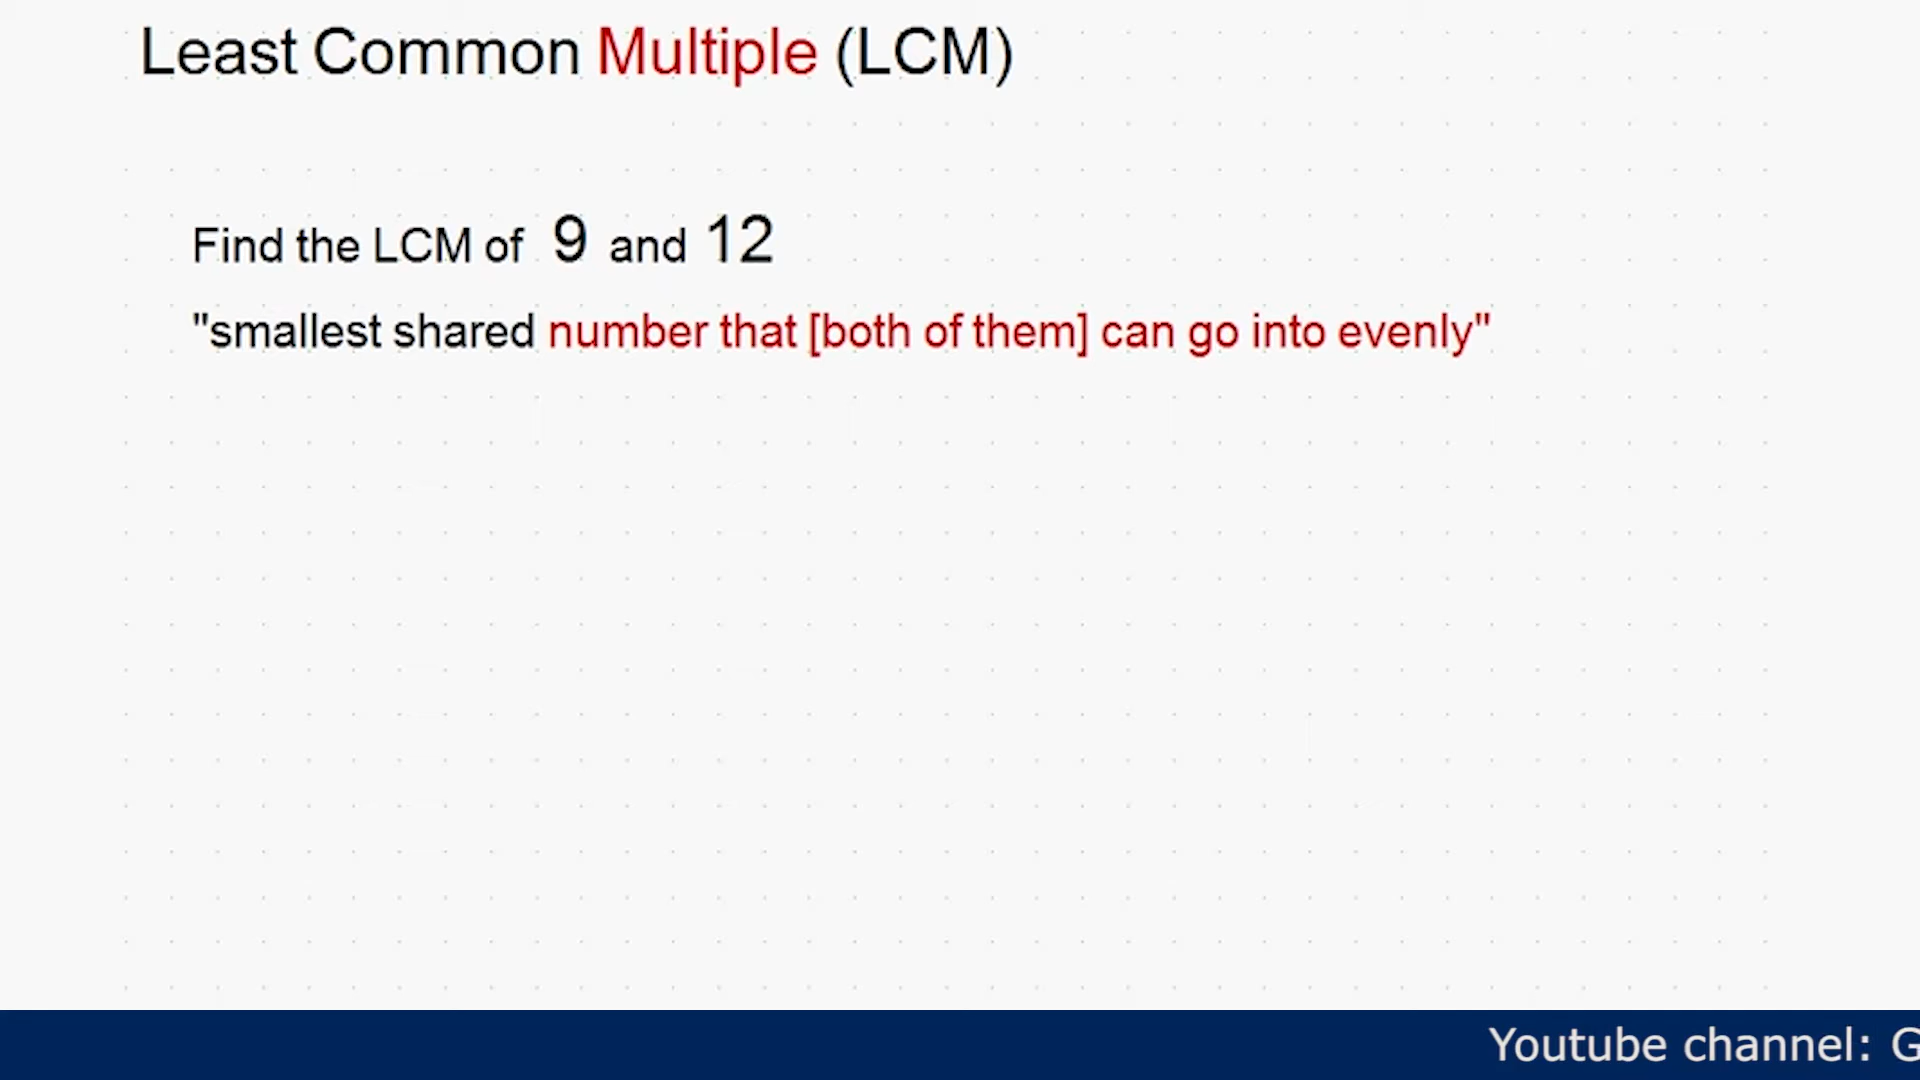 Least Common Multiple (LCM)
Find the LCM of 9 and 12
"smallest shared number that [both of them] can go into evenly"
Youtube channel: G